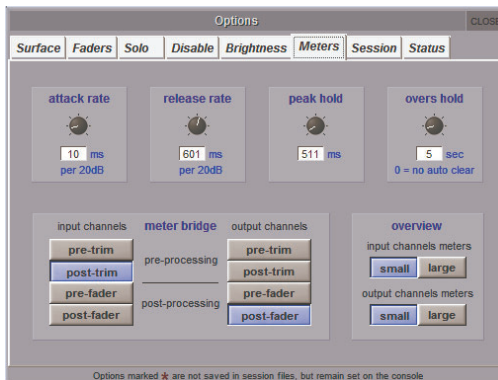 Options
CLOSE
Surface Faders Solo Disable Brightness Meters Session Status
attack rate release rate peak hold overs hold
10 ms 601 ms 511 ms 5 sec
per 20dB per 20dB 0 = no auto clear
input channels meter bridge output channels overview
pre-trim pre-trim input channels meters
pre-processing
post-trim post-trim small large
pre-fader pre-fader output channels meters
post-processing
post-fader post-fader small large
Options marked * are not saved in session files, but remain set on the console